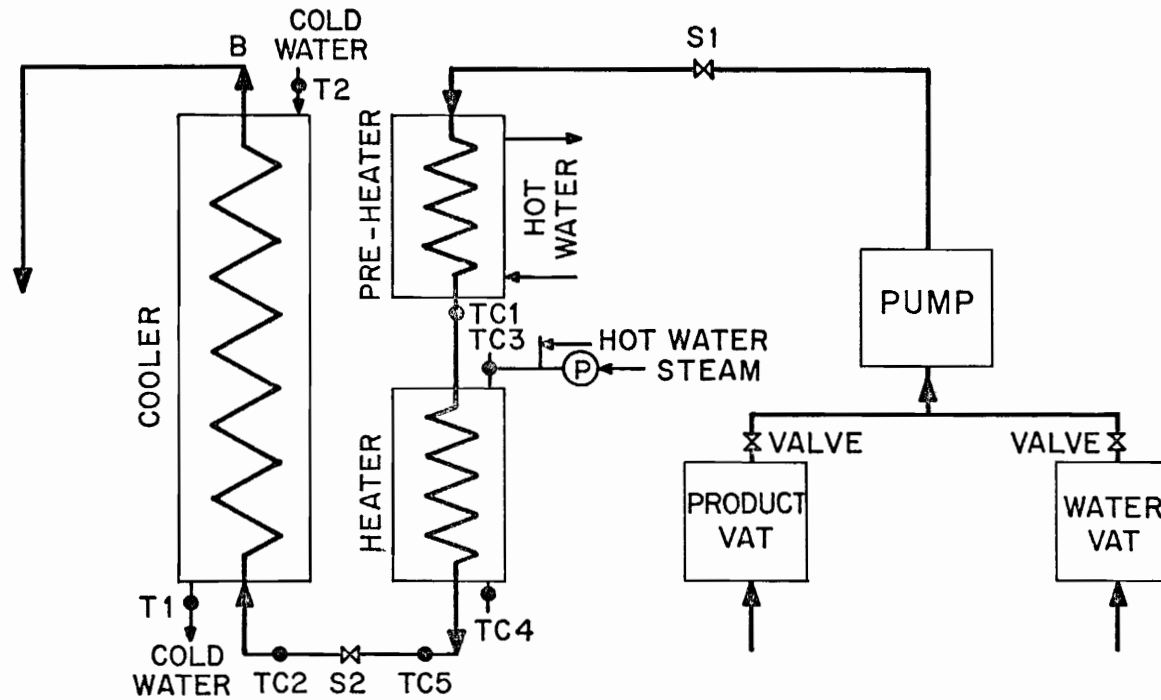 COLD
WATER
B
T2
S1
COOLER
PRE-HEATER
HOT
WATER
PUMP
TC1
TC3
HOT WATER
P
STEAM
HEATER
VALVE
VALVE
PRODUCT
VAT
WATER
VAT
T1
COLD
WATER
TC2
S2
TC5
TC4